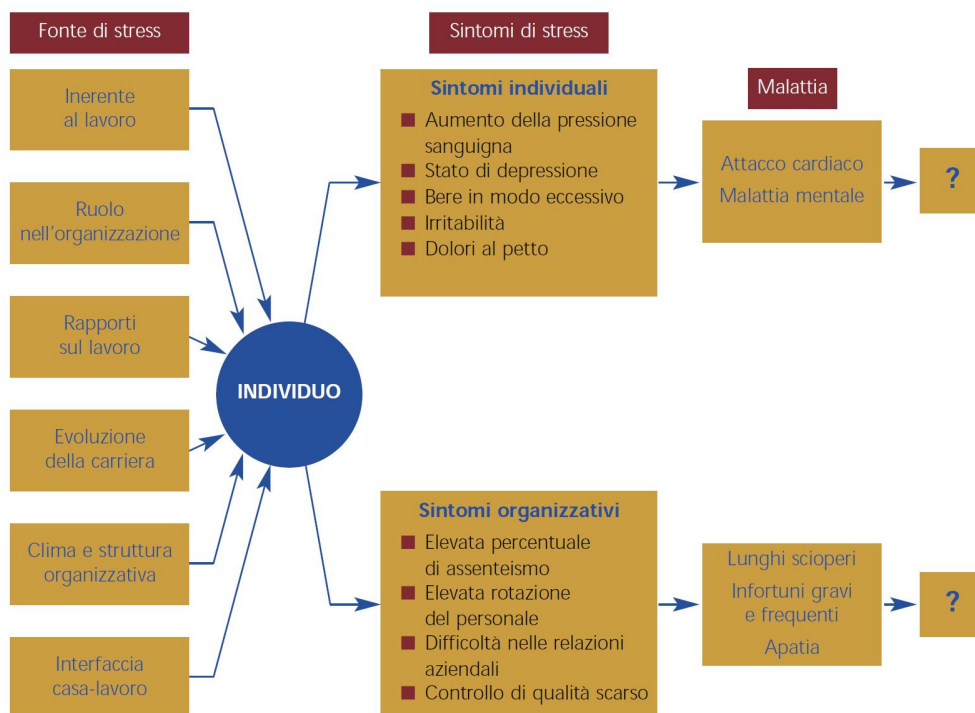 Fonte di stress
Inerente
al lavoro
Ruolo
nell'organizzazione
Rapporti
sul lavoro
Evoluzione
della carriera
Clima e struttura
organizzativa
Interfaccia
casa-lavoro
INDIVIDUO
Sintomi di stress
Sintomi individuali
Aumento della pressione
sanguigna
Stato di depressione
Bere in modo eccessivo
Irritabilità
Dolori al petto
Malattia
Attacco cardiaco
Malattia mentale
?
Sintomi organizzativi
Elevata percentuale
di assenteismo
Elevata rotazione
del personale
Difficoltà nelle relazioni
aziendali
Controllo di qualità scarso
Lunghi scioperi
Infortuni gravi
e frequenti
Apatia
?